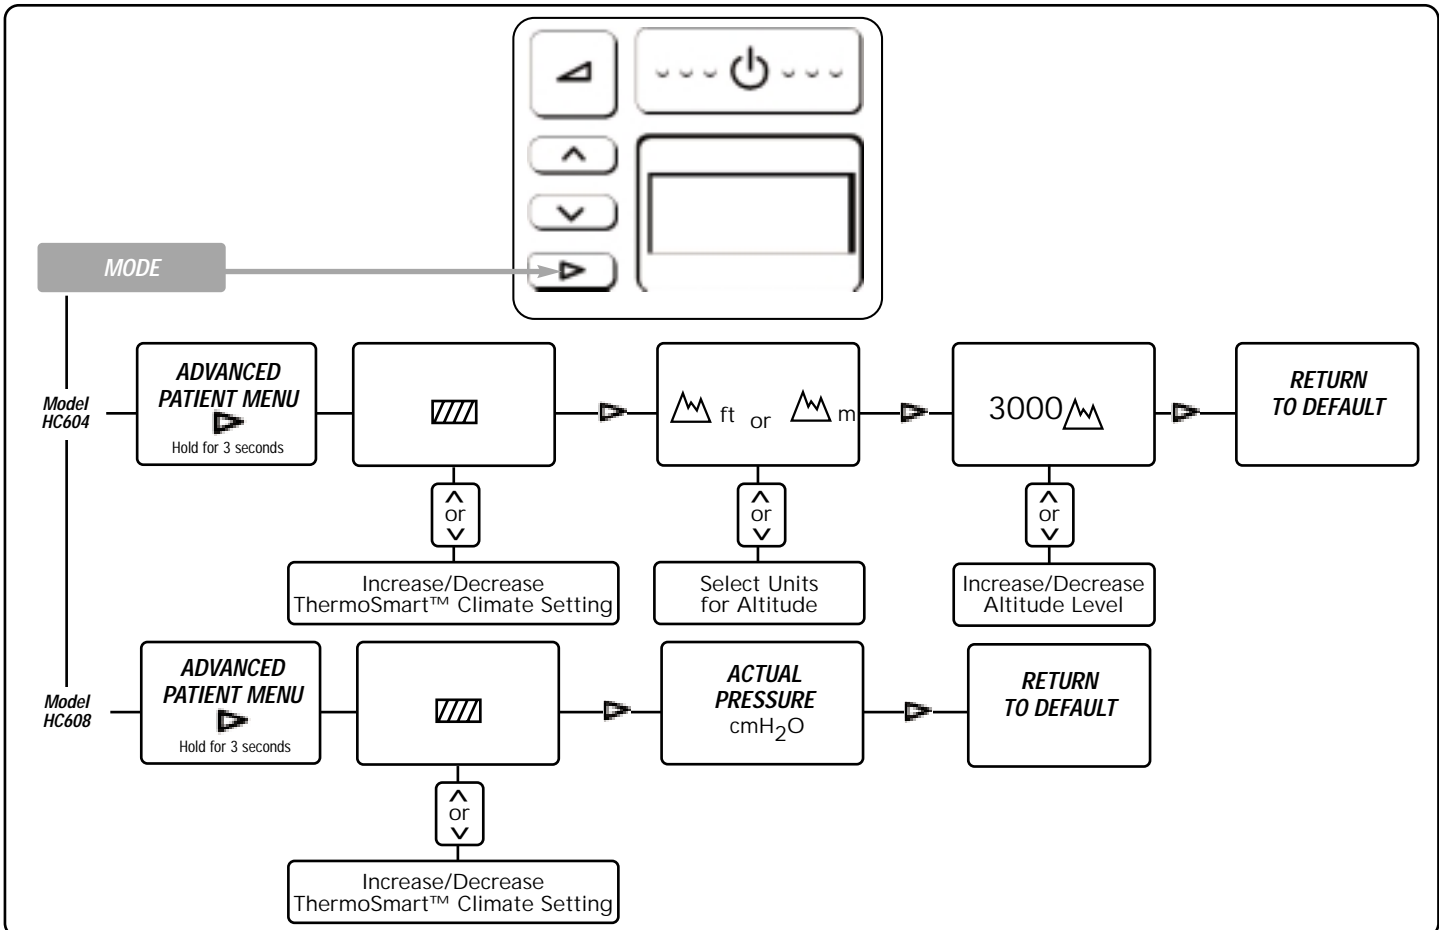 MODE
Model
HC604
ADVANCED
PATIENT MENU
Hold for 3 seconds
ft or m
3000
RETURN
TO DEFAULT
or
or
or
Increase/Decrease
ThermoSmart™ Climate Setting
Select Units
for Altitude
Increase/Decrease
Altitude Level
Model
HC608
ADVANCED
PATIENT MENU
Hold for 3 seconds
ACTUAL
PRESSURE
cmH₂O
RETURN
TO DEFAULT
or
Increase/Decrease
ThermoSmart™ Climate Setting